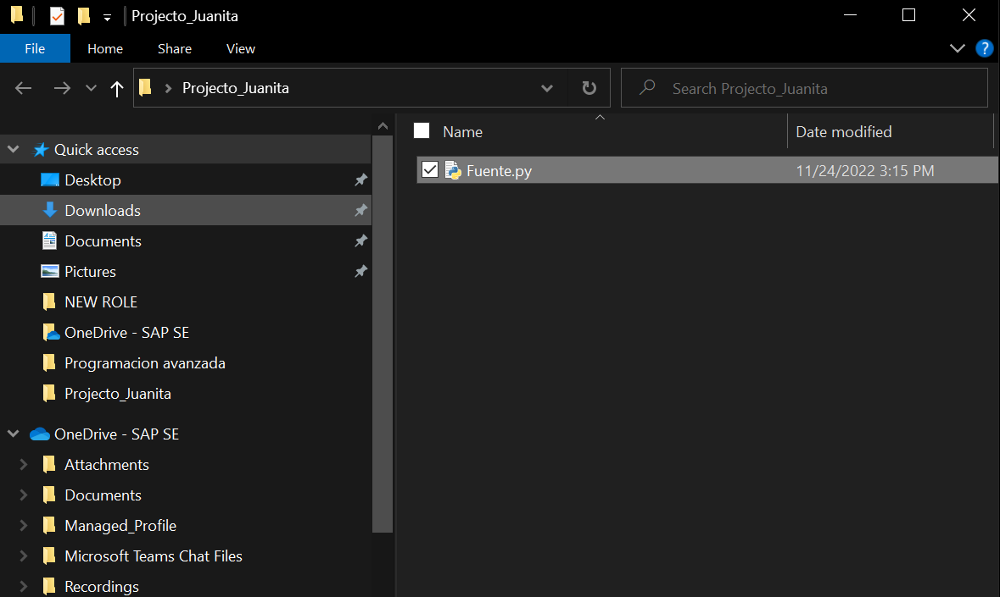 Projecto_Juanita
File Home Share View
?
Projecto_Juanita
Search Projecto_Juanita
Name Date modified
Fuente.py 11/24/2022 3:15 PM
Quick access
Desktop
Downloads
Documents
Pictures
NEW ROLE
OneDrive - SAP SE
Programacion avanzada
Projecto_Juanita
OneDrive - SAP SE
Attachments
Documents
Managed_Profile
Microsoft Teams Chat Files
Recordings